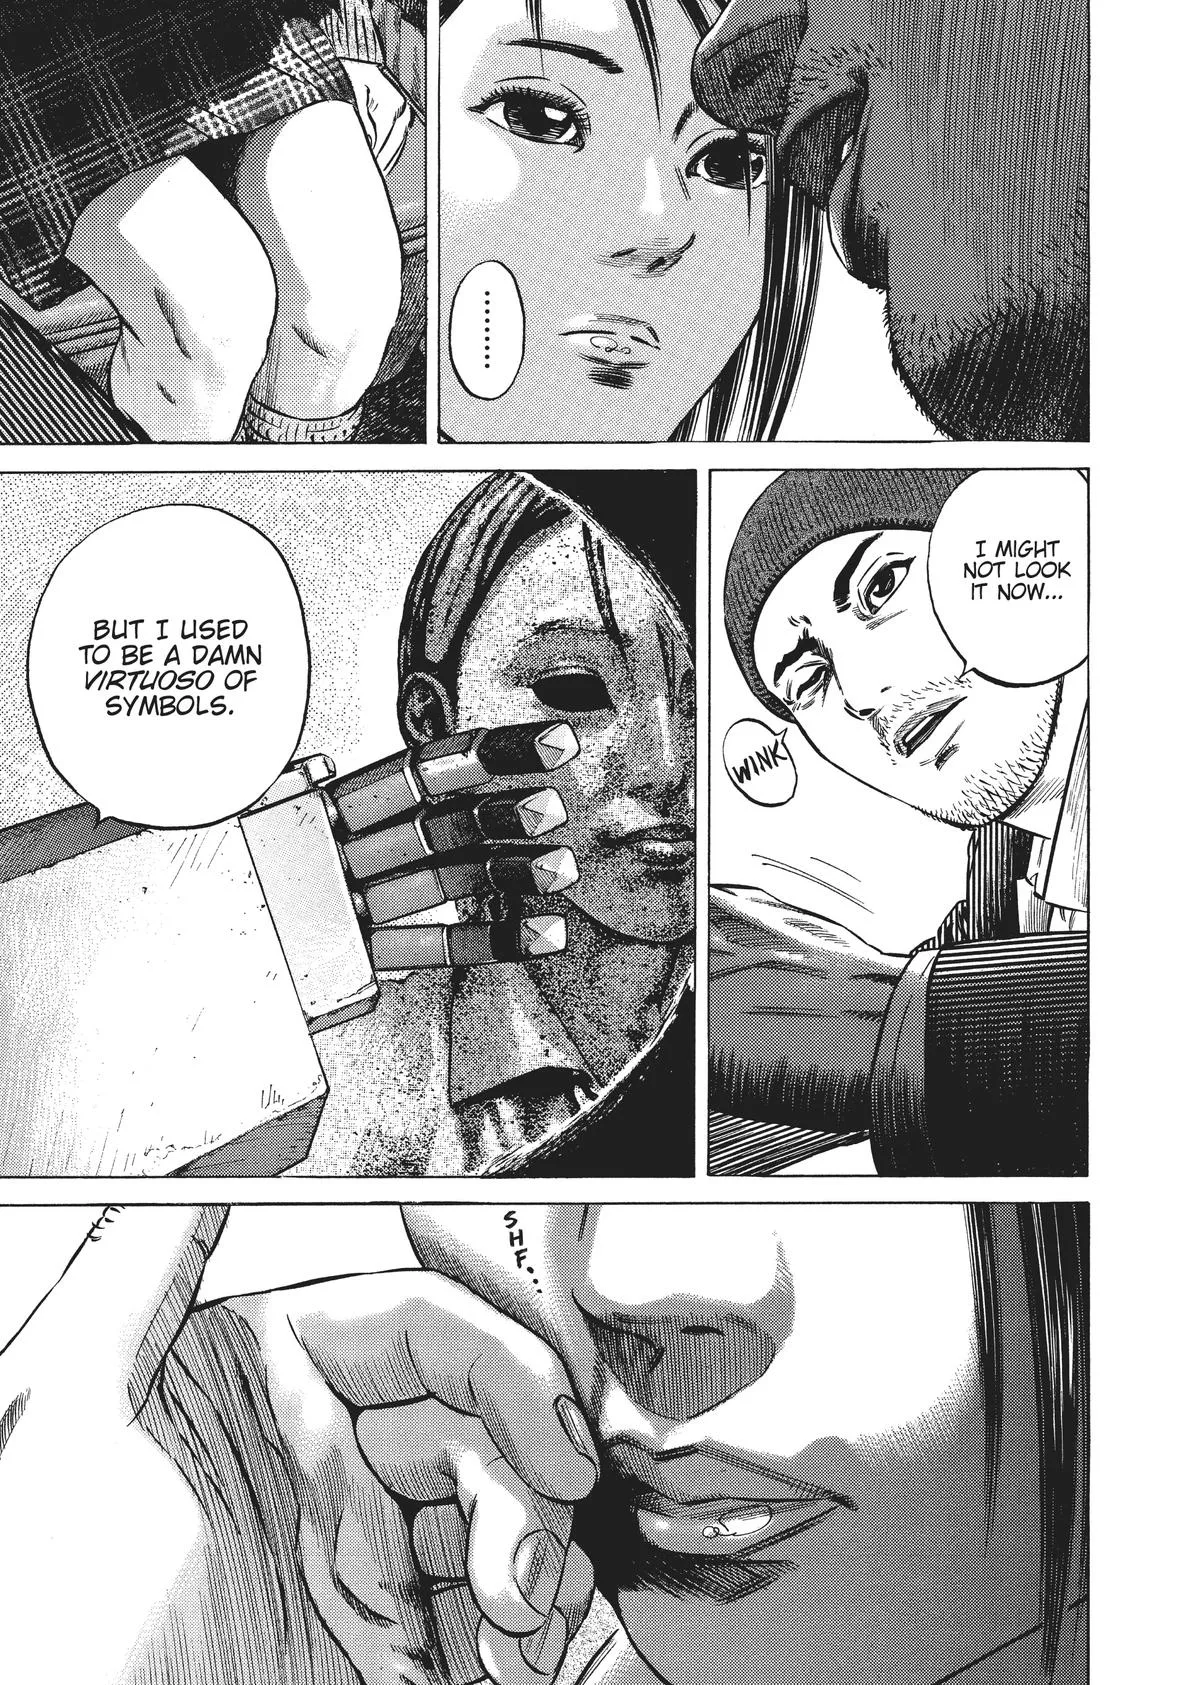 .........
I MIGHT
NOT LOOK
IT NOW...
WINK
BUT I USED
TO BE A DAMN
VIRTUOSO OF
SYMBOLS.
SHF...